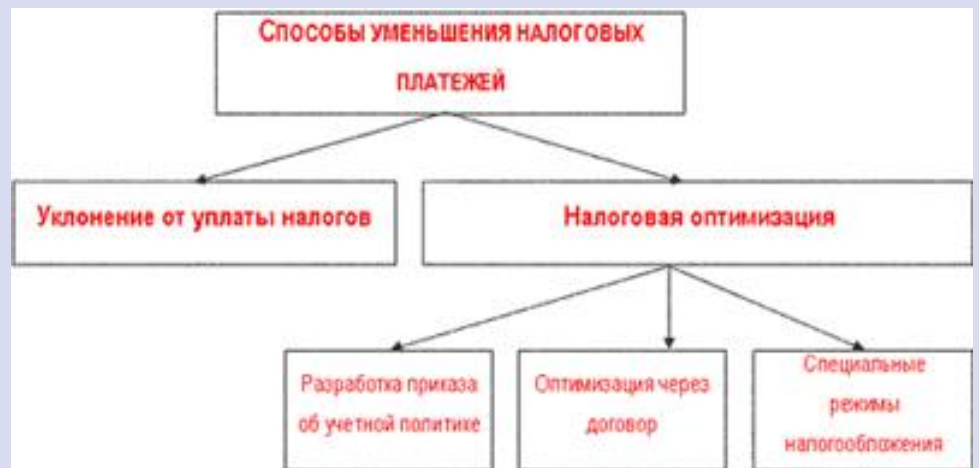 СПОСОБЫ УМЕНЬШЕНИЯ НАЛОГОВЫХ
ПЛАТЕЖЕЙ
Уклонение от уплаты налогов
Налоговая оптимизация
Разработка приказа
об учетной политике
Оптимизация через
договор
Специальные
режимы
налогообложения